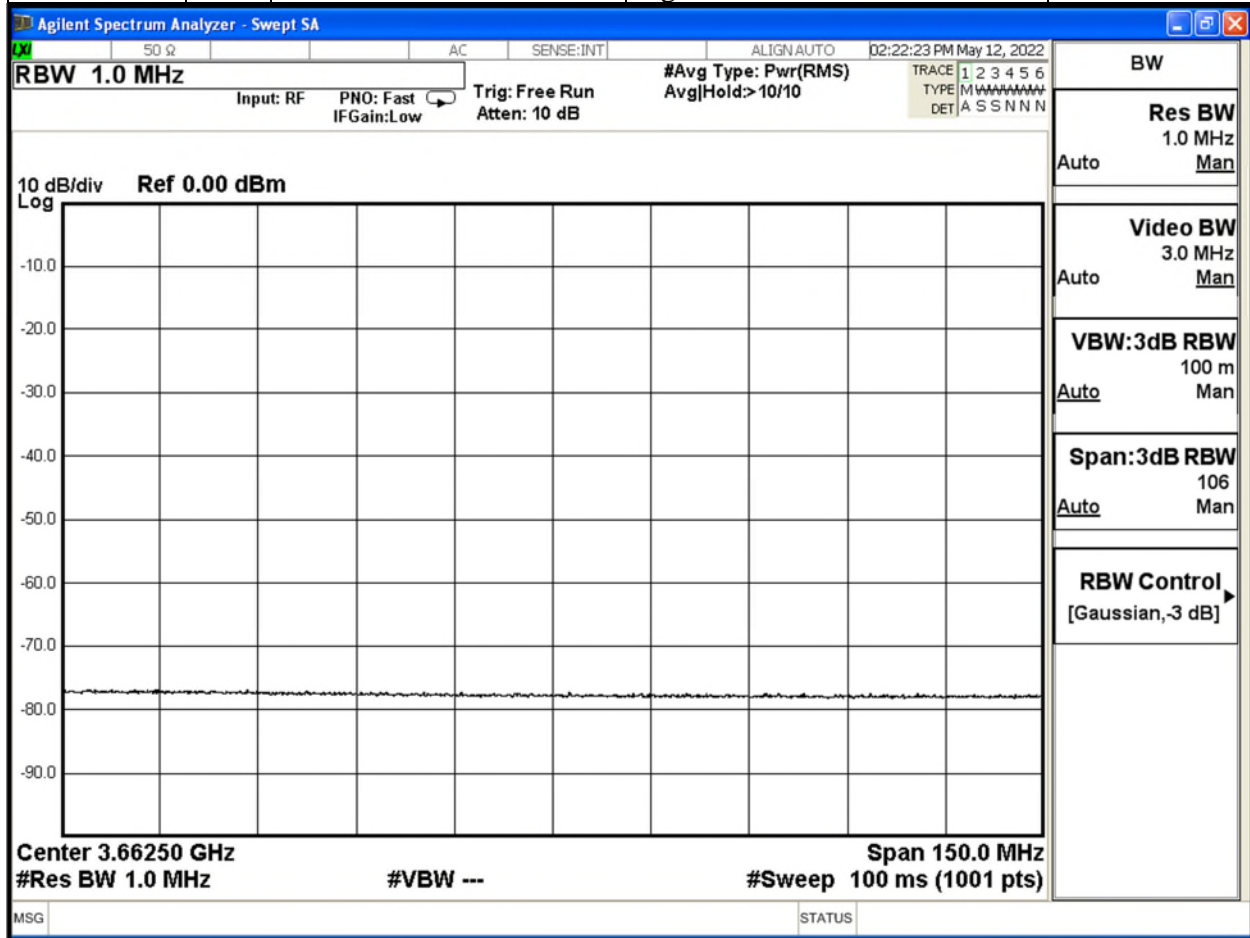 Agilent Spectrum Analyzer - Swept SA
LXI 50 Ω AC SENSE:INT ALIGN AUTO 02:22:23 PM May 12, 2022
RBW 1.0 MHz
Input: RF
PNO: Fast
IFGain:Low
Trig: Free Run
Atten: 10 dB
#Avg Type: Pwr(RMS)
Avg|Hold:> 10/10
TRACE 1 2 3 4 5 6
TYPE M WWWWW
DET A S S N N N
10 dB/div Ref 0.00 dBm
Log
-10.0
-20.0
-30.0
-40.0
-50.0
-60.0
-70.0
-80.0
-90.0
Center 3.66250 GHz Span 150.0 MHz
#Res BW 1.0 MHz #VBW --- #Sweep 100 ms (1001 pts)
MSG STATUS
BW
Res BW
1.0 MHz
Auto Man
Video BW
3.0 MHz
Auto Man
VBW:3dB RBW
100 m
Auto Man
Span:3dB RBW
106
Auto Man
RBW Control
[Gaussian,-3 dB]